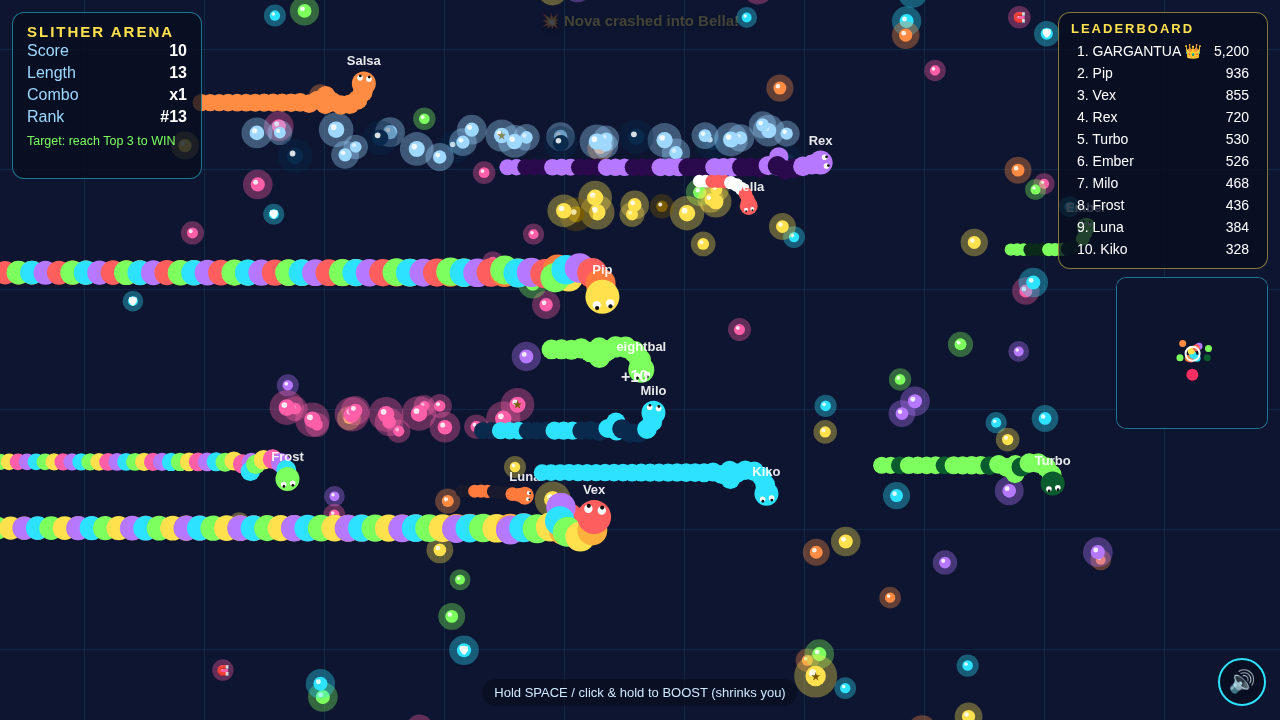 Nova crashed into Bella!
SLITHER ARENA
Score 10
Length 13
Combo x1
Rank #13
Target: reach Top 3 to WIN
LEADERBOARD
1. GARGANTUA 👑 5,200
2. Pip 936
3. Vex 855
4. Rex 720
5. Turbo 530
6. Ember 526
7. Milo 468
8. Frost 436
9. Luna 384
10. Kiko 328
Salsa
Rex
Pip
eightbal
Milo
Frost
Luna
Kiko
Vex
Turbo
Hold SPACE / click & hold to BOOST (shrinks you)